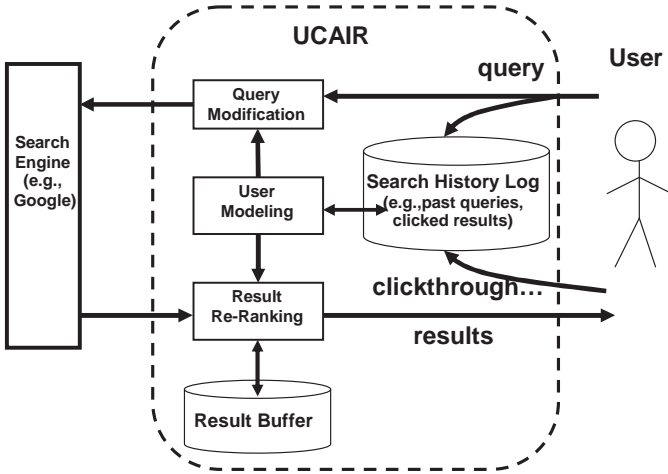 UCAIR
User
query
Query
Modification
Search
Engine
(e.g.,
Google)
Search History Log
(e.g.,past queries,
clicked results)
User
Modeling
clickthrough…
Result
Re-Ranking
results
Result Buffer